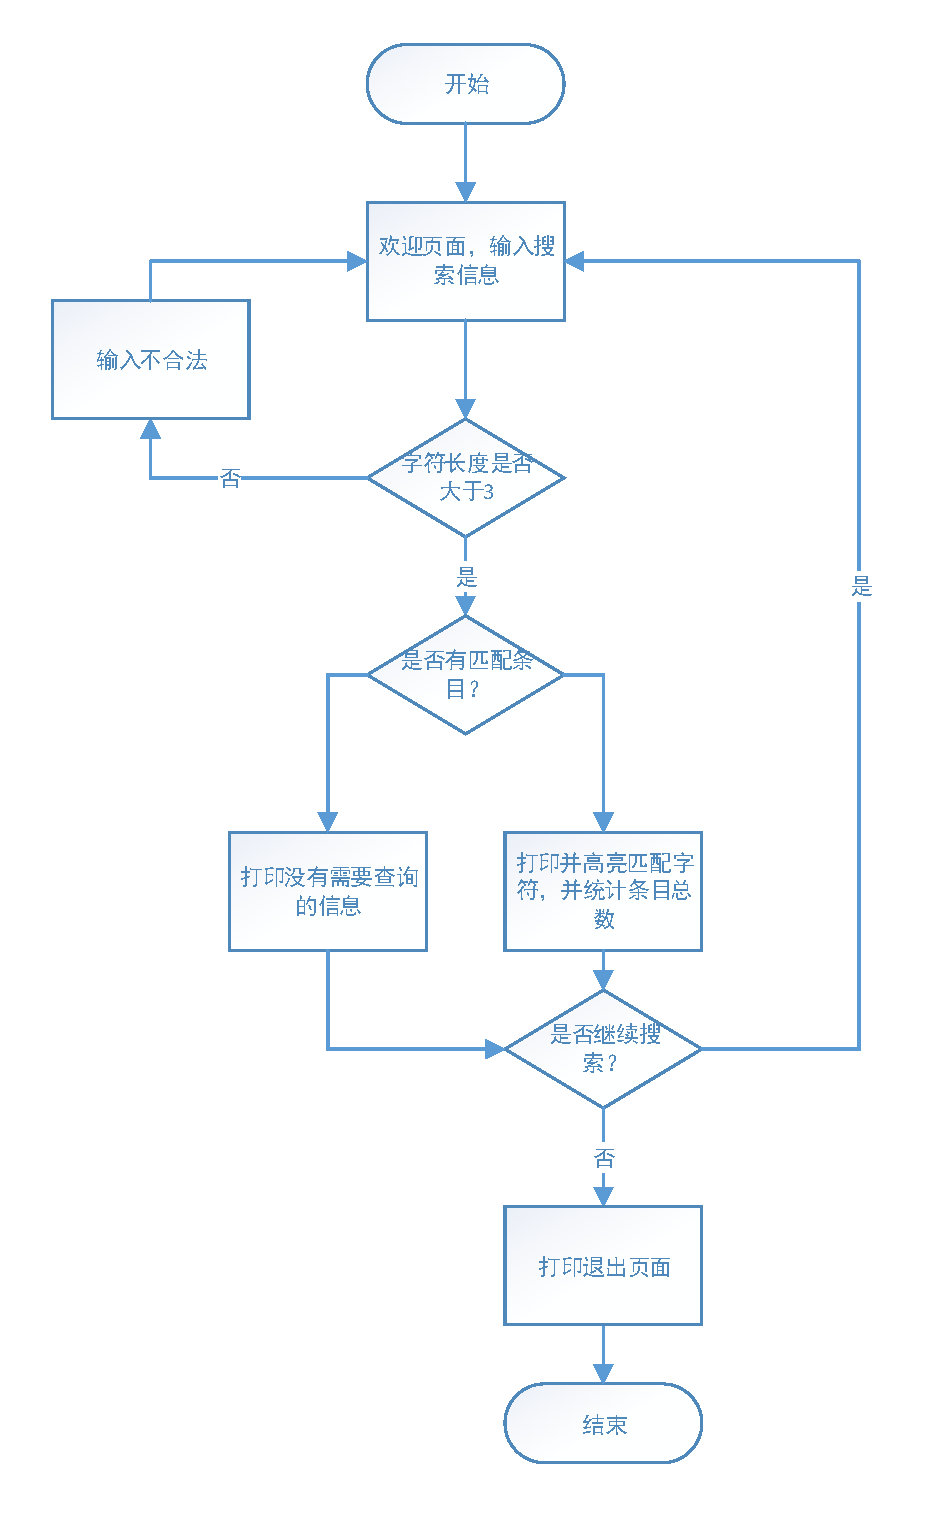 开始
欢迎页面，输入搜
索信息
输入不合法
字符长度是否
大于3
否
是
是
是否有匹配条
目？
打印没有需要查询
的信息
打印并高亮匹配字
符，并统计条目总
数
是否继续搜
索？
否
打印退出页面
结束